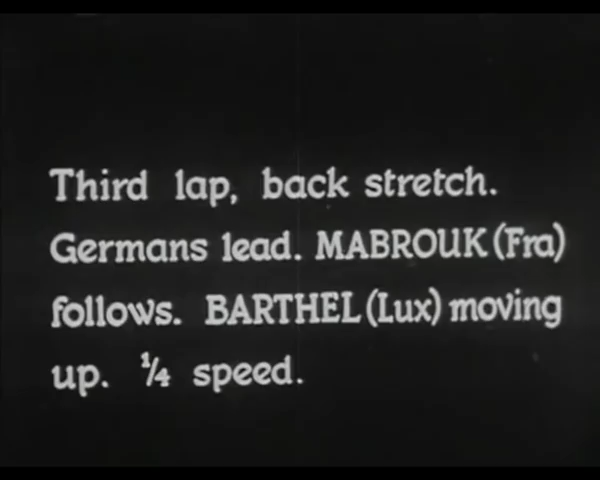 Third lap, back stretch.
Germans lead. MABROUK (Fra)
follows. BARTHEL (Lux) moving
up. ¼ speed.